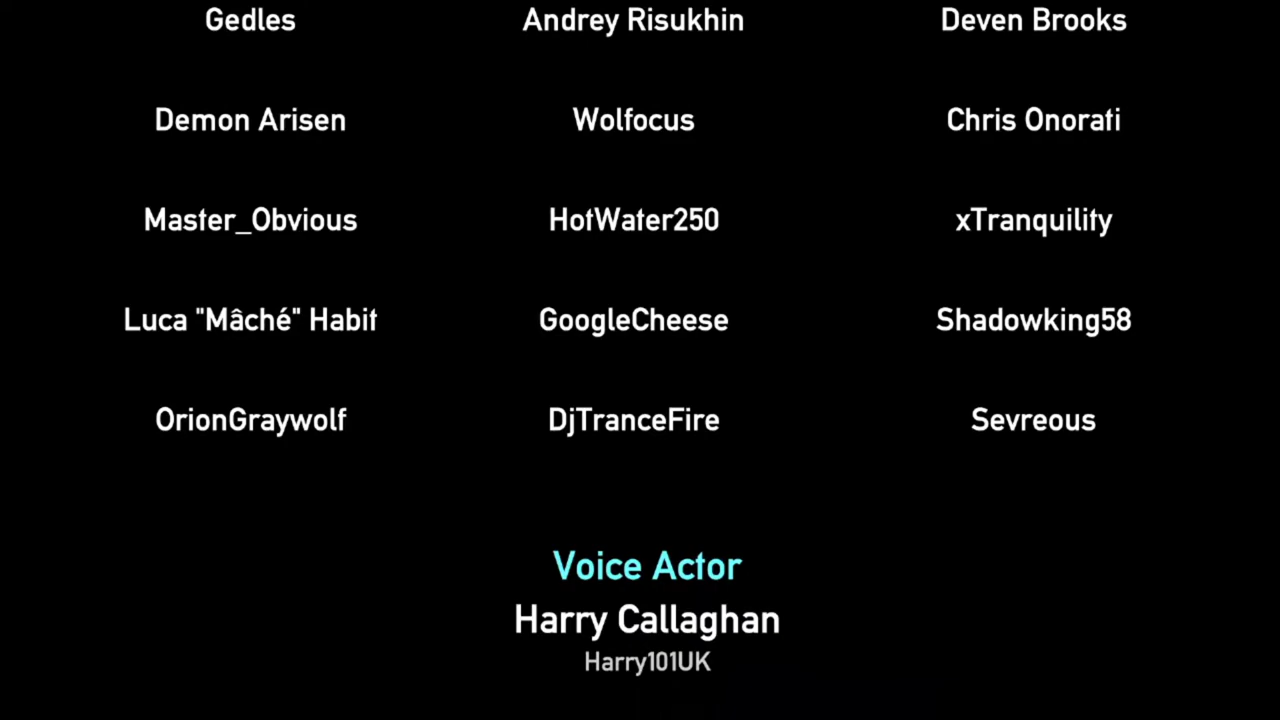 Gedles Andrey Risukhin Deven Brooks
Demon Arisen Wolfocus Chris Onorati
Master_Obvious HotWater250 xTranquility
Luca "Mâché" Habit GoogleCheese Shadowking58
OrionGraywolf DjTranceFire Sevreous
Voice Actor
Harry Callaghan
Harry101UK